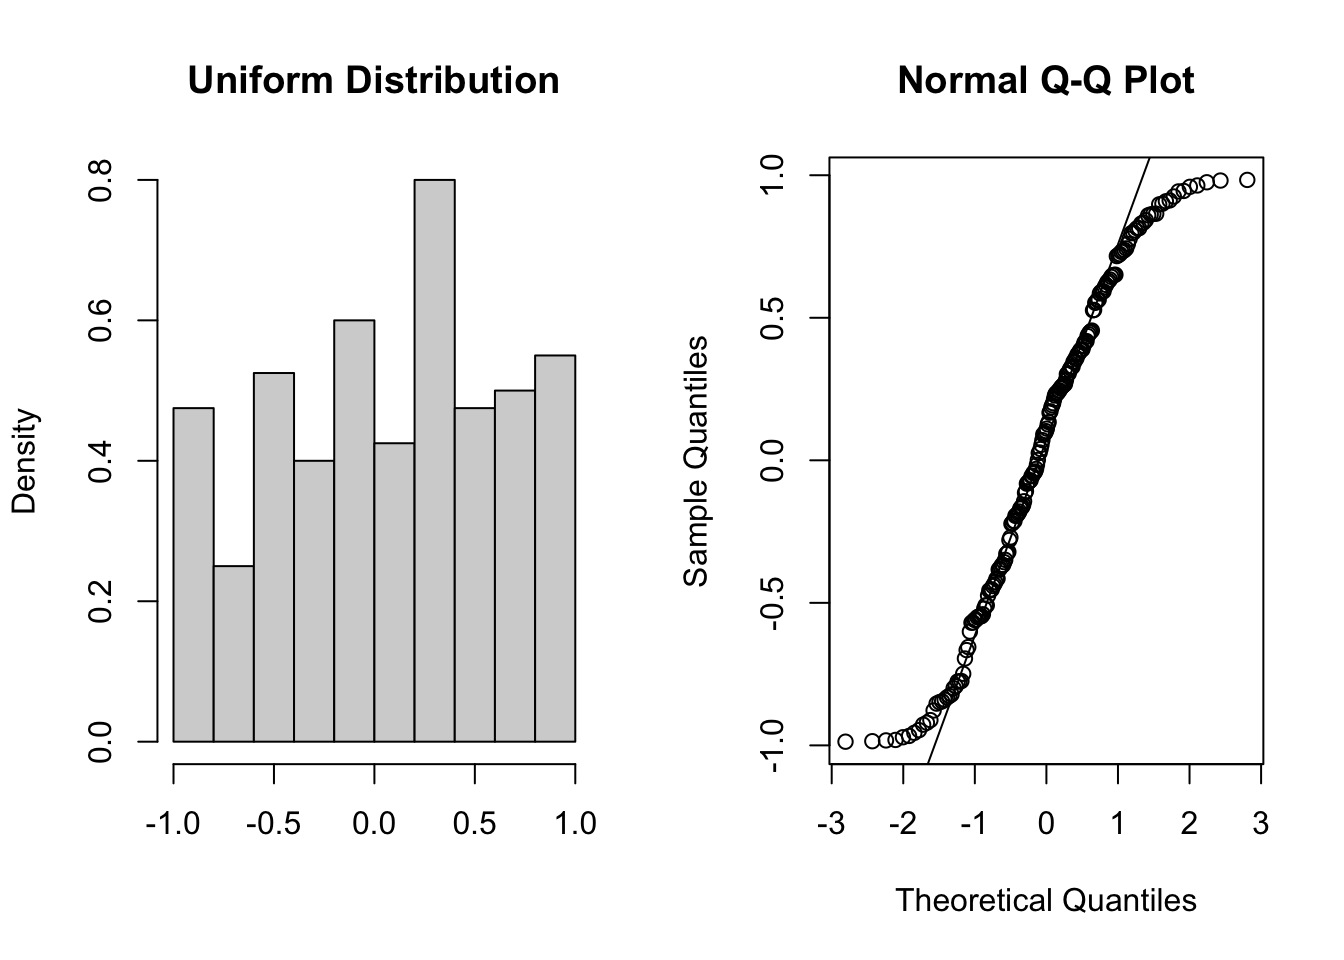 Uniform Distribution
Density
0.0
0.2
0.4
0.6
0.8
-1.0 -0.5 0.0 0.5 1.0
Normal Q-Q Plot
Sample Quantiles
-1.0
-0.5
0.0
0.5
1.0
-3 -2 -1 0 1 2 3
Theoretical Quantiles